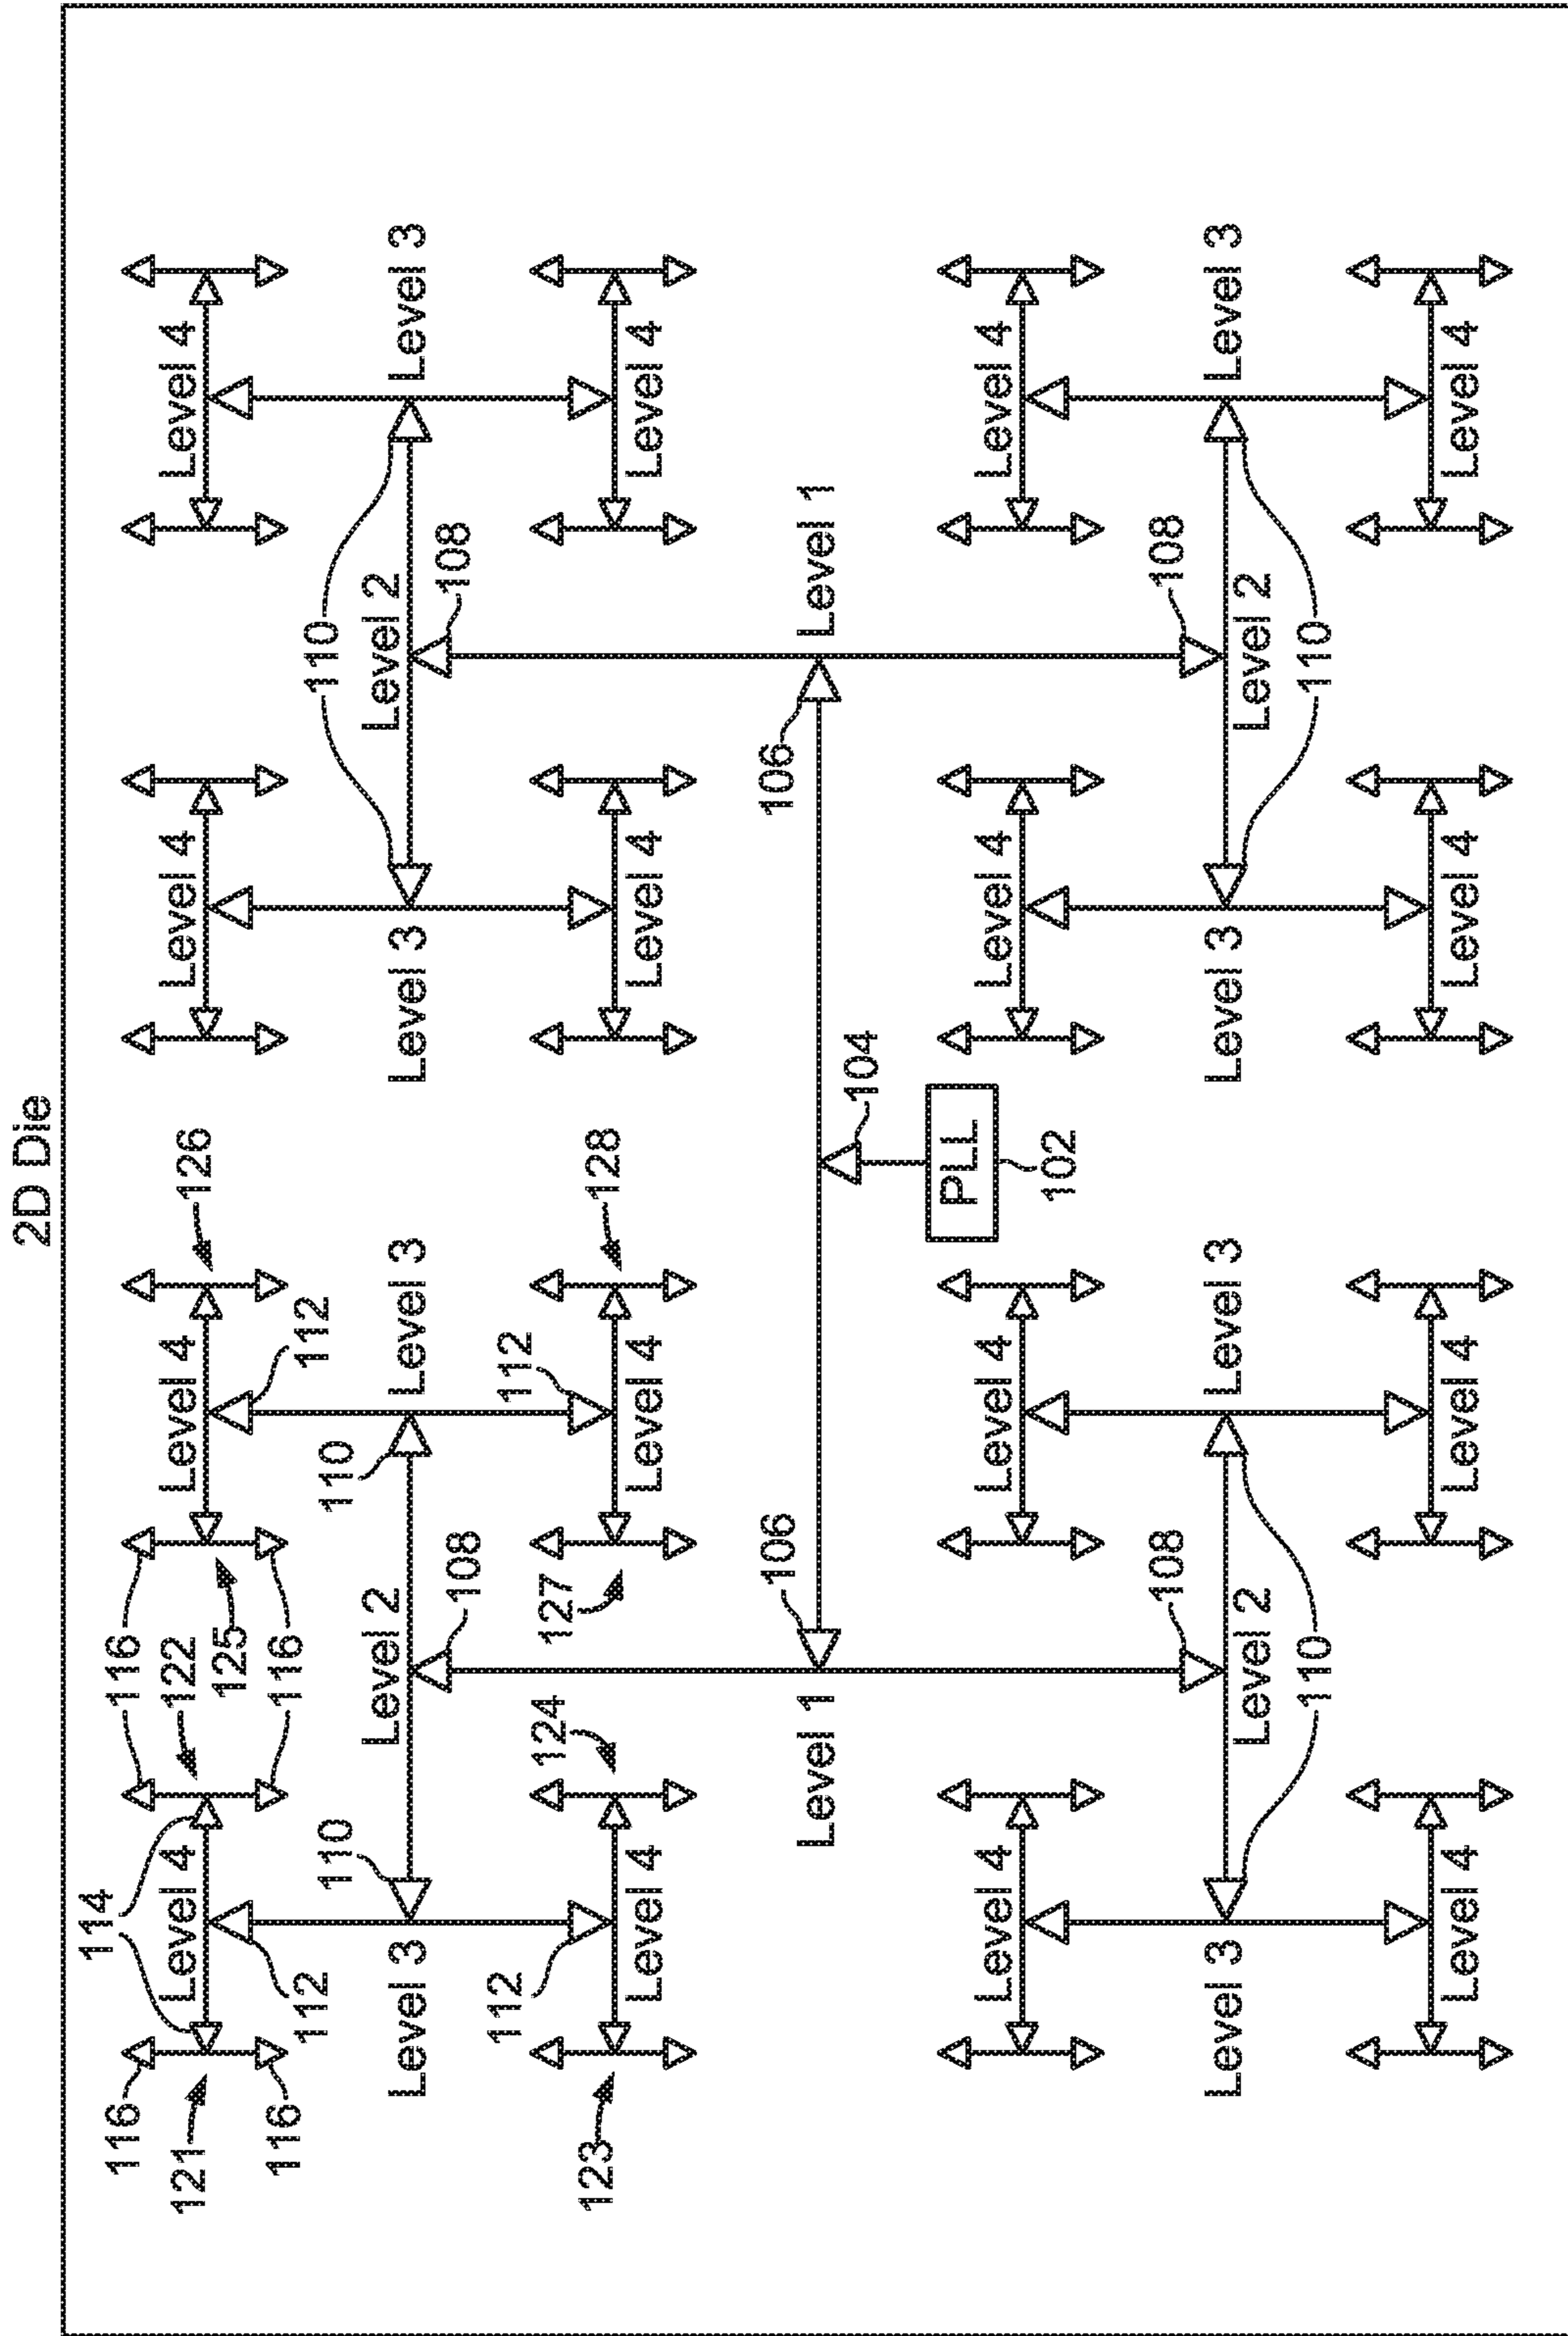 2D Die
114
116 116
121 Level 4 122 Level 4 126 Level 4 Level 4
125
116 116
112 112 110
110 110
Level 2 Level 2
Level 3 Level 3 Level 3 Level 3
108 108
112 112
124 127
123 128
Level 4 Level 4 Level 4 Level 4
106 106
Level 1 Level 1
104
PLL
Level 4 Level 4 Level 4 Level 4
102
108 108
Level 3 Level 3 Level 3 Level 3
Level 2 Level 2
110 110
Level 4 Level 4 Level 4 Level 4